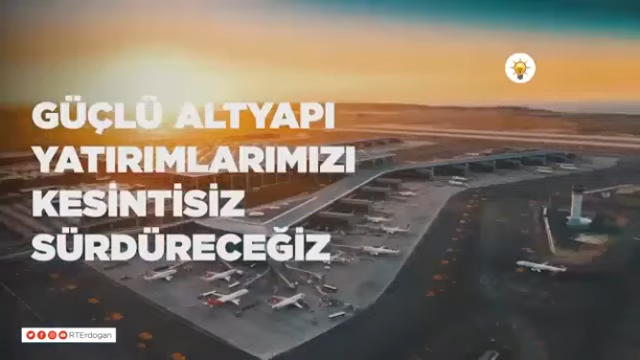 GÜÇLÜ ALTYAPI
YATIRIMLARIMIZI
KESİNTİSİZ
SÜRDÜRECEĞİZ
RTErdogan